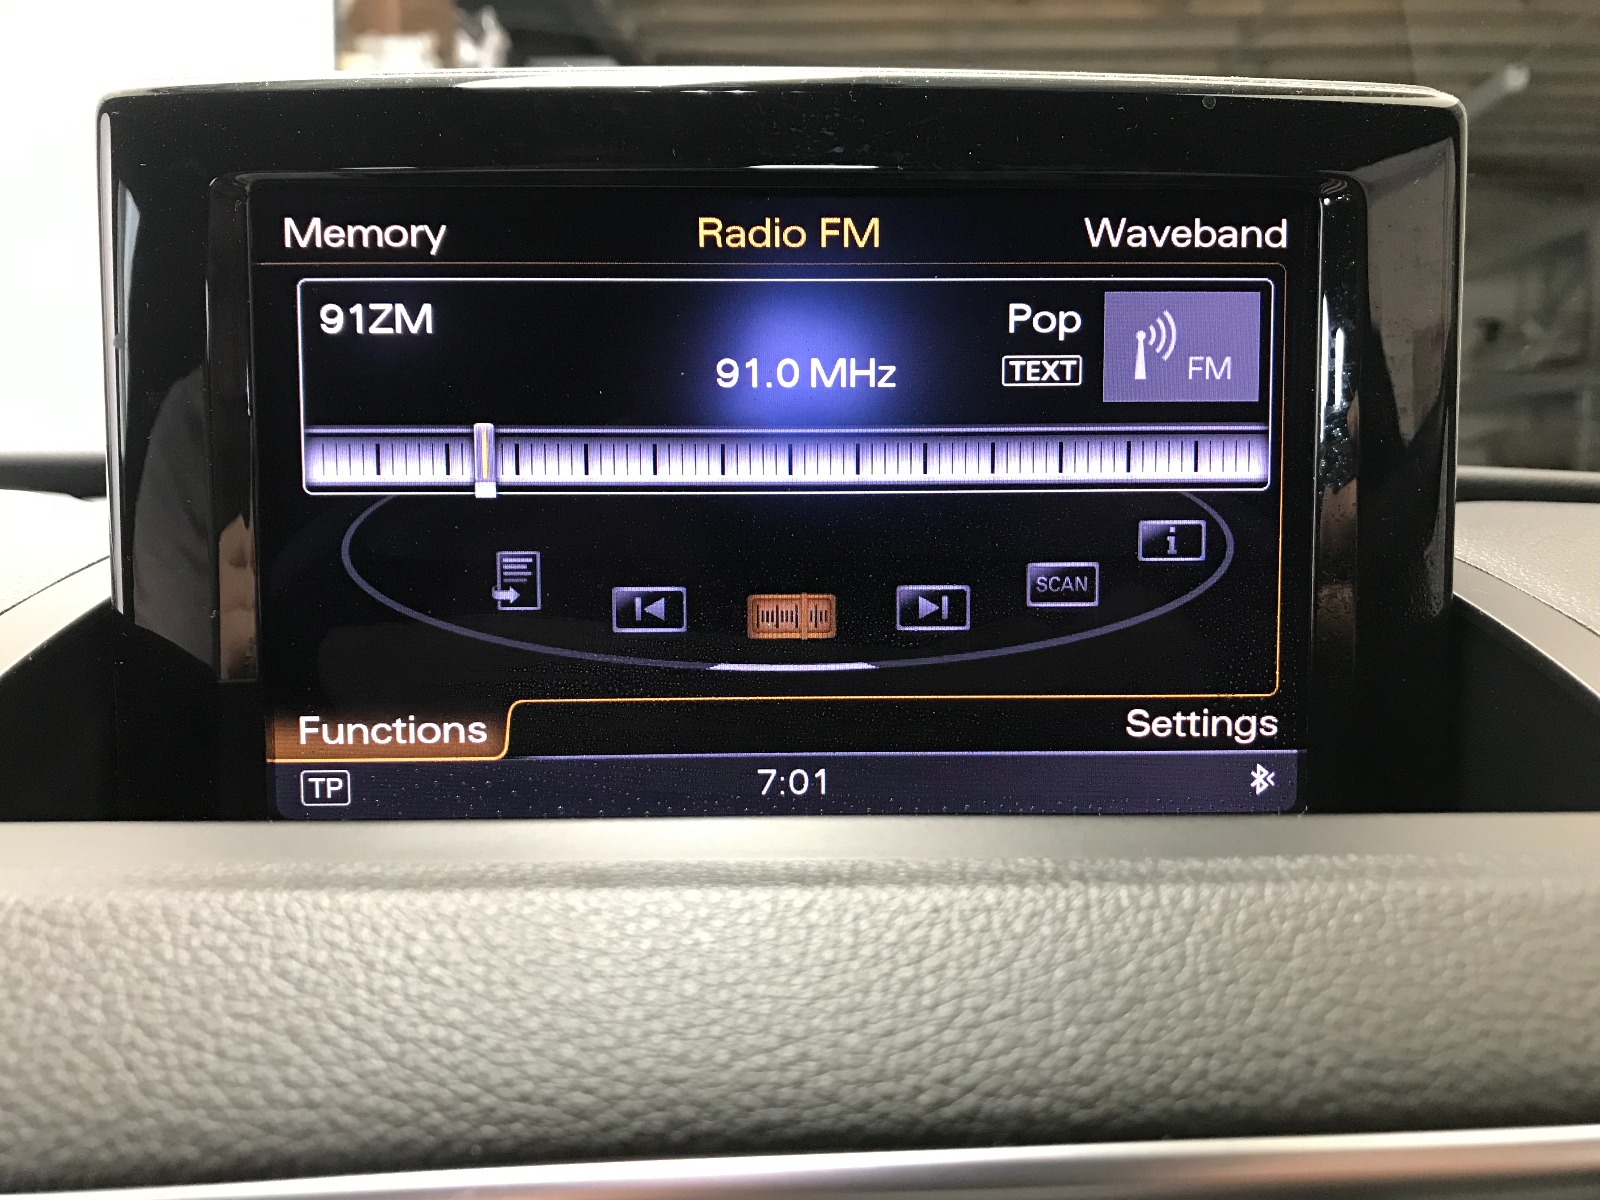 Memory Radio FM Waveband
91ZM Pop
91.0 MHz TEXT FM
i
SCAN
Functions Settings
TP 7:01